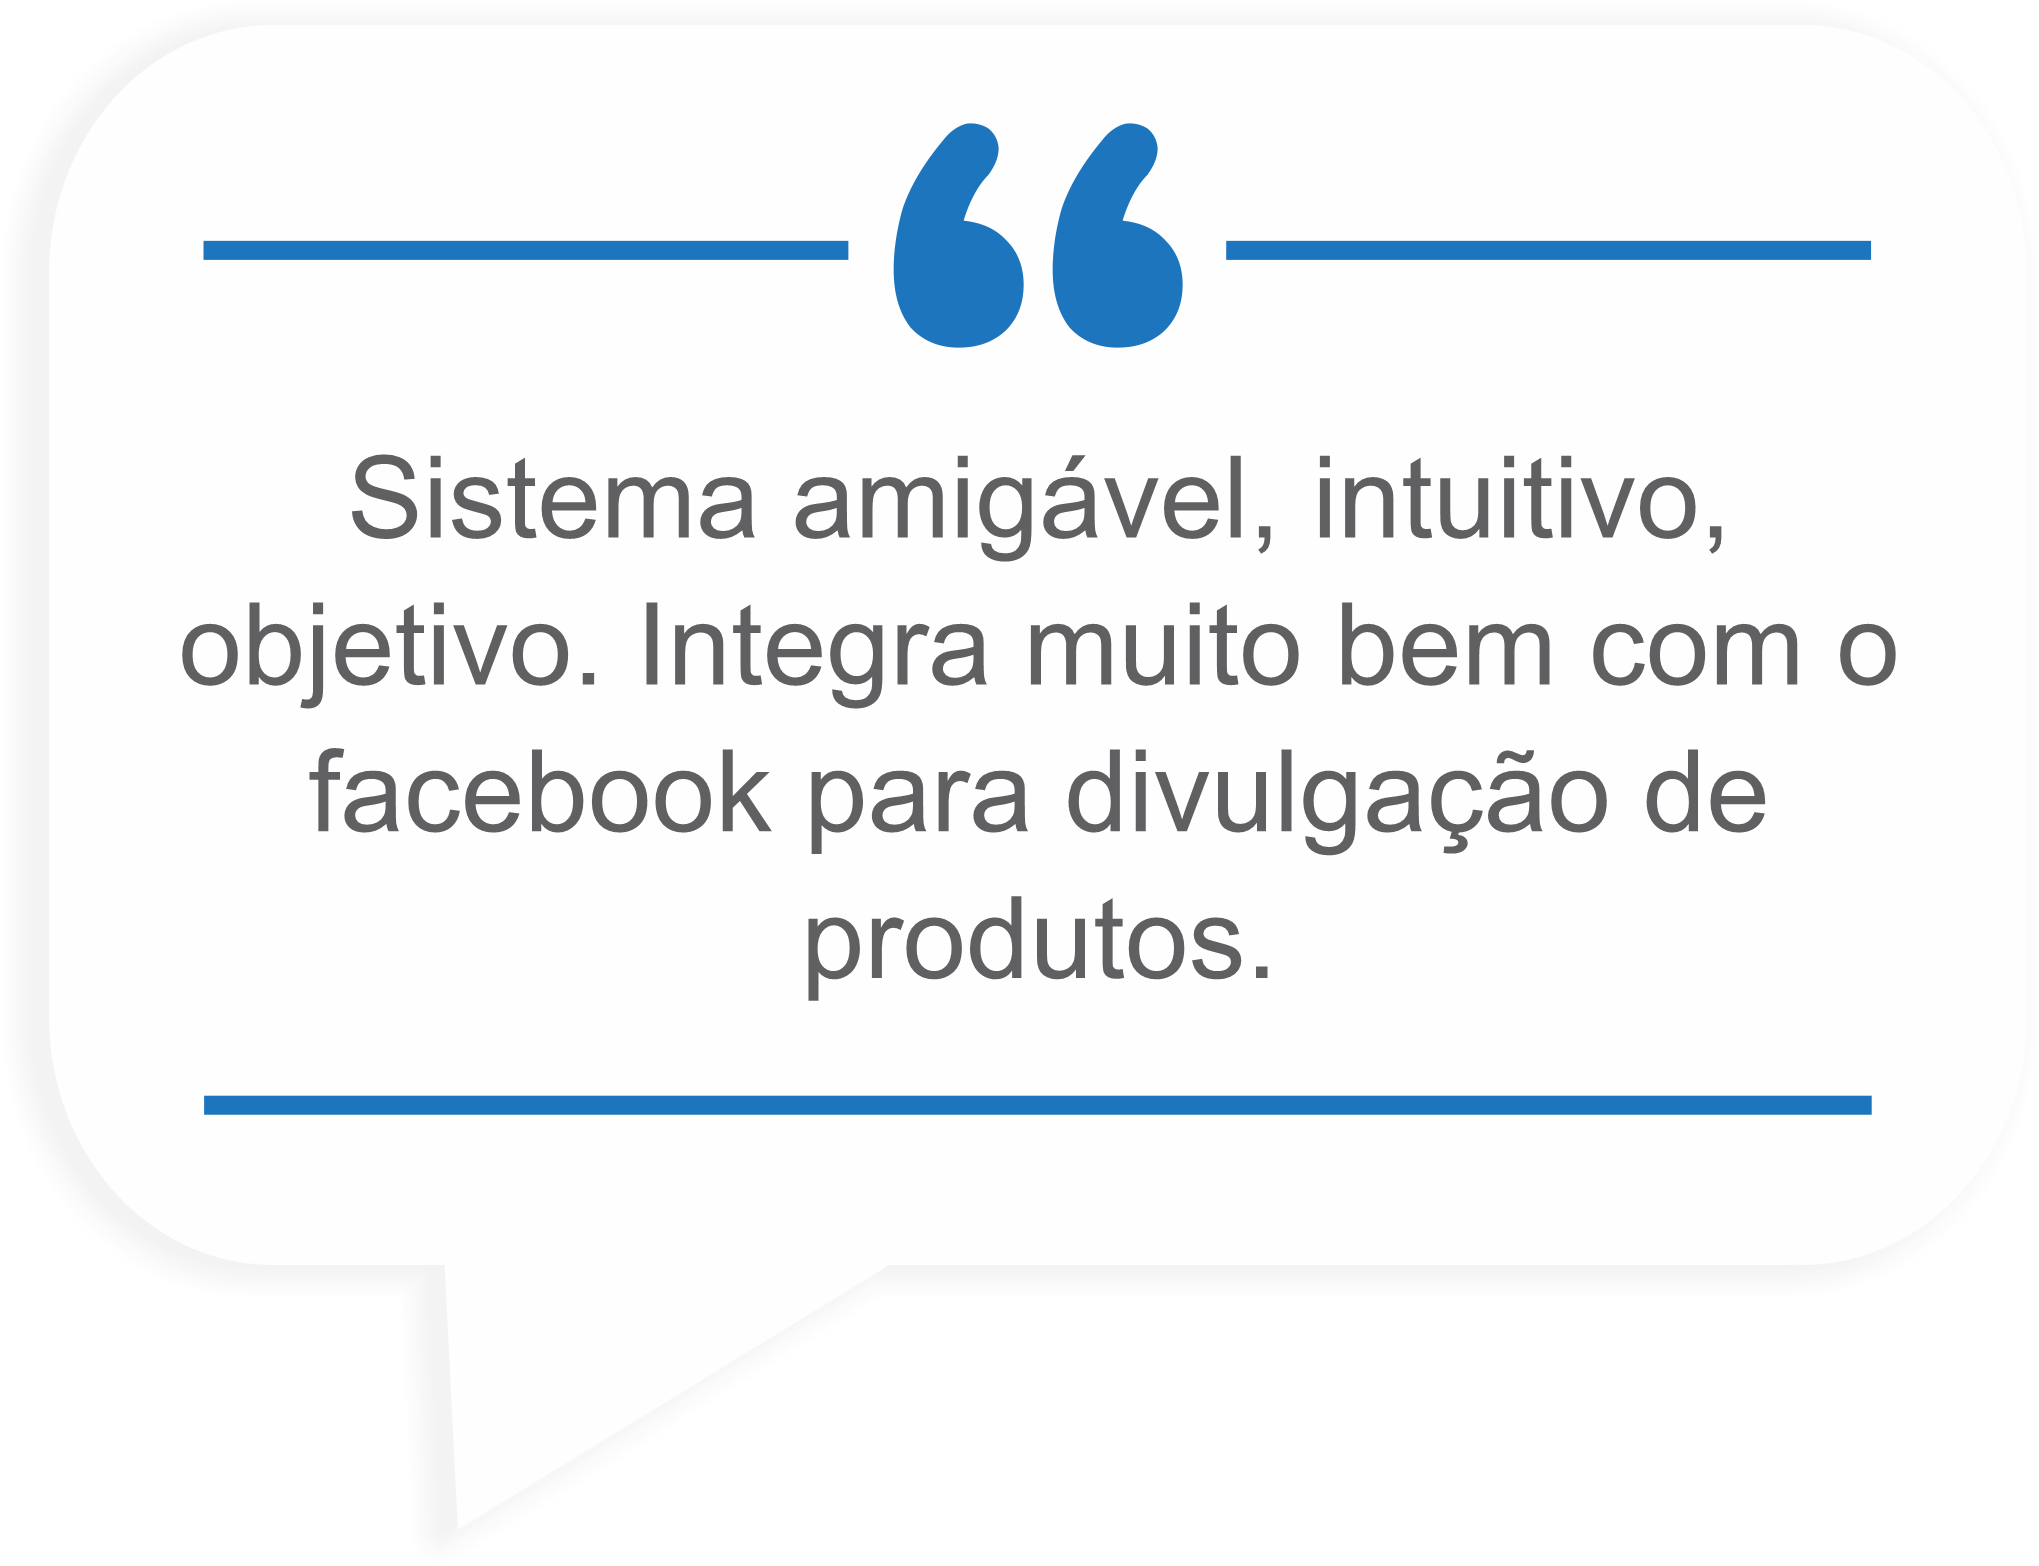 “
Sistema amigável, intuitivo,
objetivo. Integra muito bem com o
facebook para divulgação de
produtos.